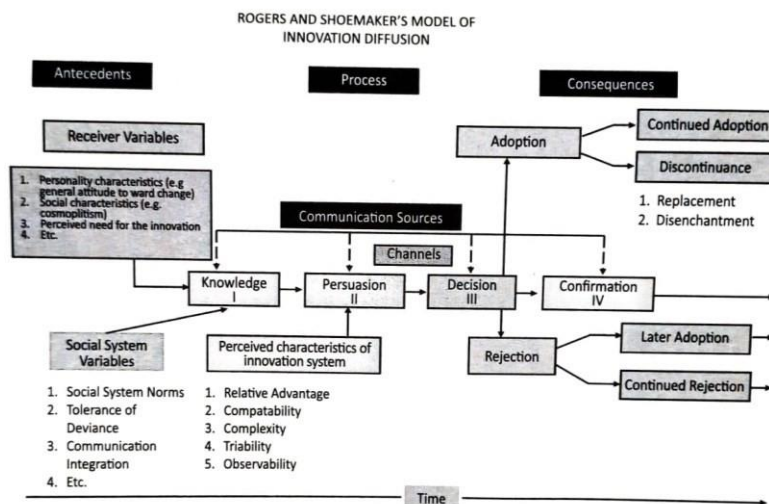 ROGERS AND SHOEMAKER'S MODEL OF
INNOVATION DIFFUSION
Antecedents
Process
Consequences
Receiver Variables
1. Personality characteristics (e.g
general attitude to ward change)
2. Social characteristics (e.g.
cosmoplitism)
3. Perceived need for the innovation
4. Etc.
Adoption
Continued Adoption
Discontinuance
1. Replacement
2. Disenchantment
Communication Sources
Channels
Knowledge
I
Persuasion
II
Decision
III
Confirmation
IV
Social System
Variables
1. Social System Norms
2. Tolerance of
Deviance
3. Communication
Integration
4. Etc.
Perceived characteristics of
innovation system
1. Relative Advantage
2. Compatability
3. Complexity
4. Triability
5. Observability
Rejection
Later Adoption
Continued Rejection
Time